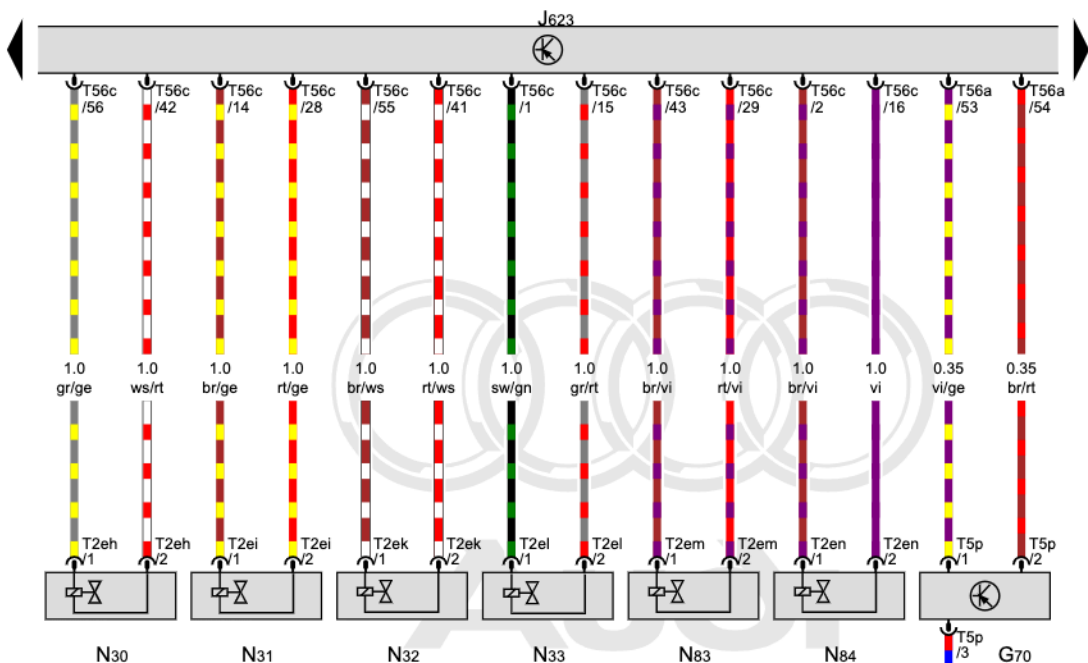 J623
T56c T56c T56c T56c T56c T56c T56c T56c T56c T56c T56c T56c T56a T56a
/56 /42 /14 /28 /55 /41 /1 /15 /43 /29 /2 /16 /53 /54
1.0 1.0 1.0 1.0 1.0 1.0 1.0 1.0 1.0 1.0 1.0 1.0 0.35 0.35
gr/ge ws/rt br/ge rt/ge br/ws rt/ws sw/gn gr/rt br/vi rt/vi br/vi vi vi/ge br/rt
T2eh T2eh T2ei T2ei T2ek T2ek T2el T2el T2em T2em T2en T2en T5p T5p
/1 /2 /1 /2 /1 /2 /1 /2 /1 /2 /1 /2 /1 /2
Audi
T5p
/3
N30 N31 N32 N33 N83 N84 G70